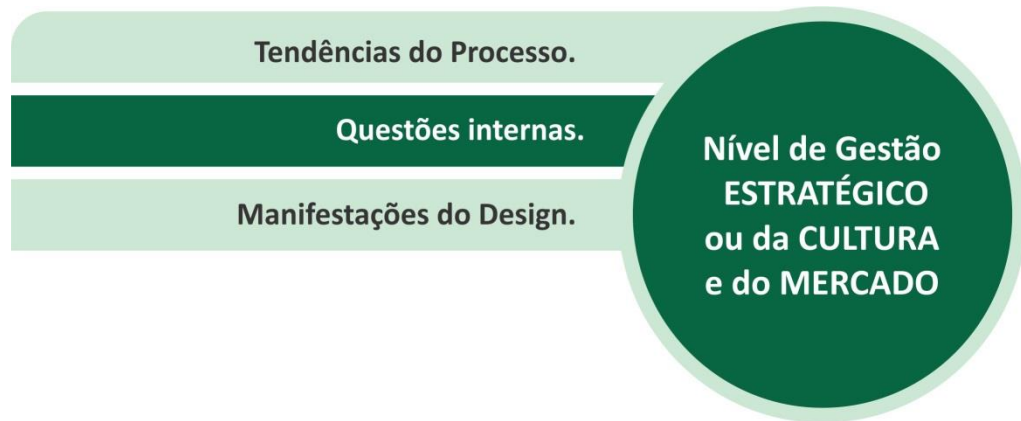 Tendências do Processo.
Questões internas.
Manifestações do Design.
Nível de Gestão
ESTRATÉGICO
ou da CULTURA
e do MERCADO